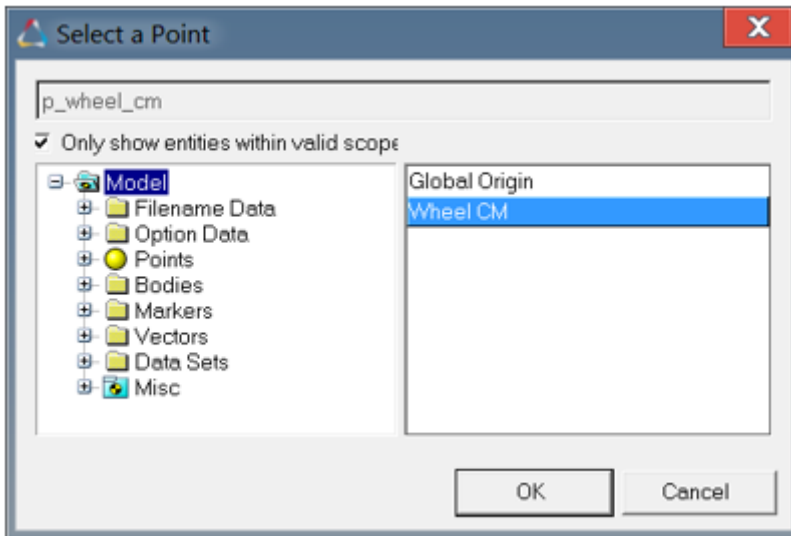 Select a Point
p_wheel_cm
Only show entities within valid scope
Model
Filename Data
Option Data
Points
Bodies
Markers
Vectors
Data Sets
Misc
Global Origin
Wheel CM
OK
Cancel